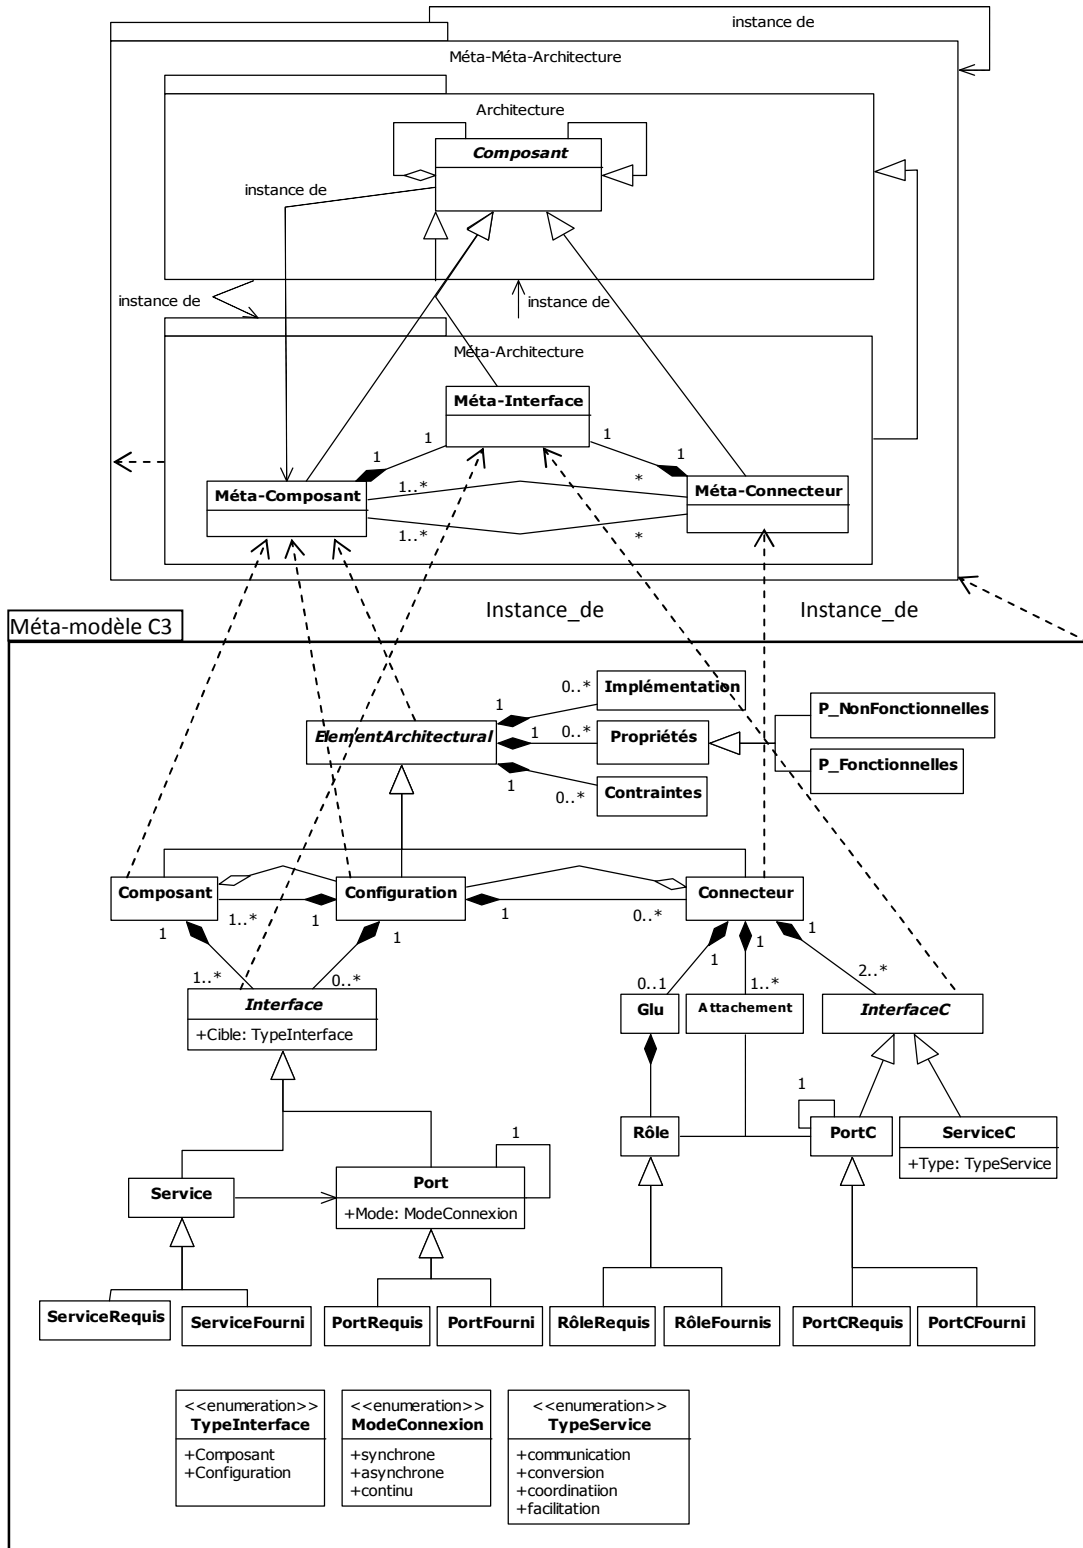 instance de
Méta-Méta-Architecture
Architecture
Composant
instance de
instance de
instance de
Méta-Architecture
Méta-Interface
1
1
1
1
Méta-Composant
1..*
*
Méta-Connecteur
1..*
*
Instance_de
Instance_de
Méta-modèle C3
0..*
Implémentation
1
P_NonFonctionnelles
ElementArchitectural
1
0..*
Propriétés
P_Fonctionnelles
1
0..*
Contraintes
Composant
Configuration
Connecteur
1..*
1
1
0..*
1
1
1
1
1
1..*
0..*
0..1
1..*
2..*
Interface
+Cible: TypeInterface
Glu
Attachement
InterfaceC
1
Rôle
PortC
ServiceC
+Type: TypeService
1
Service
Port
+Mode: ModeConnexion
ServiceRequis
ServiceFourni
PortRequis
PortFourni
RôleRequis
RôleFournis
PortCRequis
PortCFourni
<<enumeration>>
TypeInterface
+Composant
+Configuration
<<enumeration>>
ModeConnexion
+synchrone
+asynchrone
+continu
<<enumeration>>
TypeService
+communication
+conversion
+coordinatiion
+facilitation